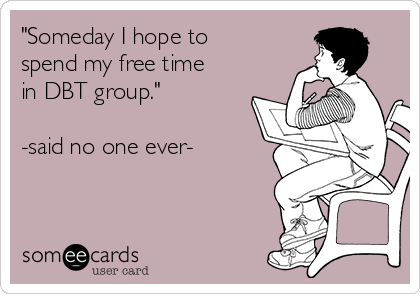 "Someday I hope to
spend my free time
in DBT group."
-said no one ever-
someecards
user card